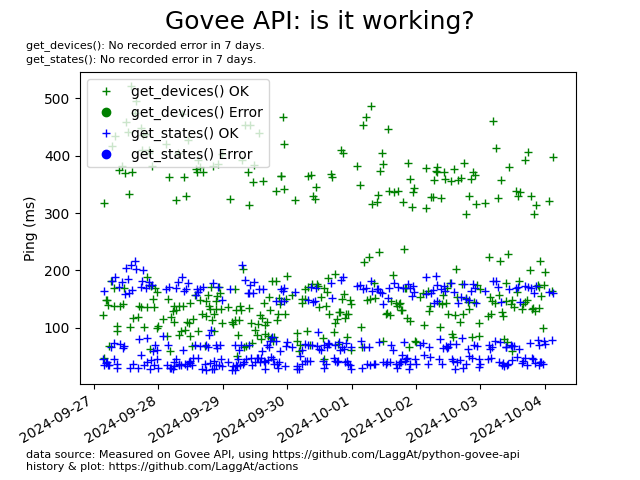 Govee API: is it working?
get_devices(): No recorded error in 7 days.
get_states(): No recorded error in 7 days.
get_devices() OK
get_devices() Error
get_states() OK
get_states() Error
Ping (ms)
500
400
300
200
100
2024-09-27
2024-09-28
2024-09-29
2024-09-30
2024-10-01
2024-10-02
2024-10-03
2024-10-04
data source: Measured on Govee API, using https://github.com/LaggAt/python-govee-api
history & plot: https://github.com/LaggAt/actions